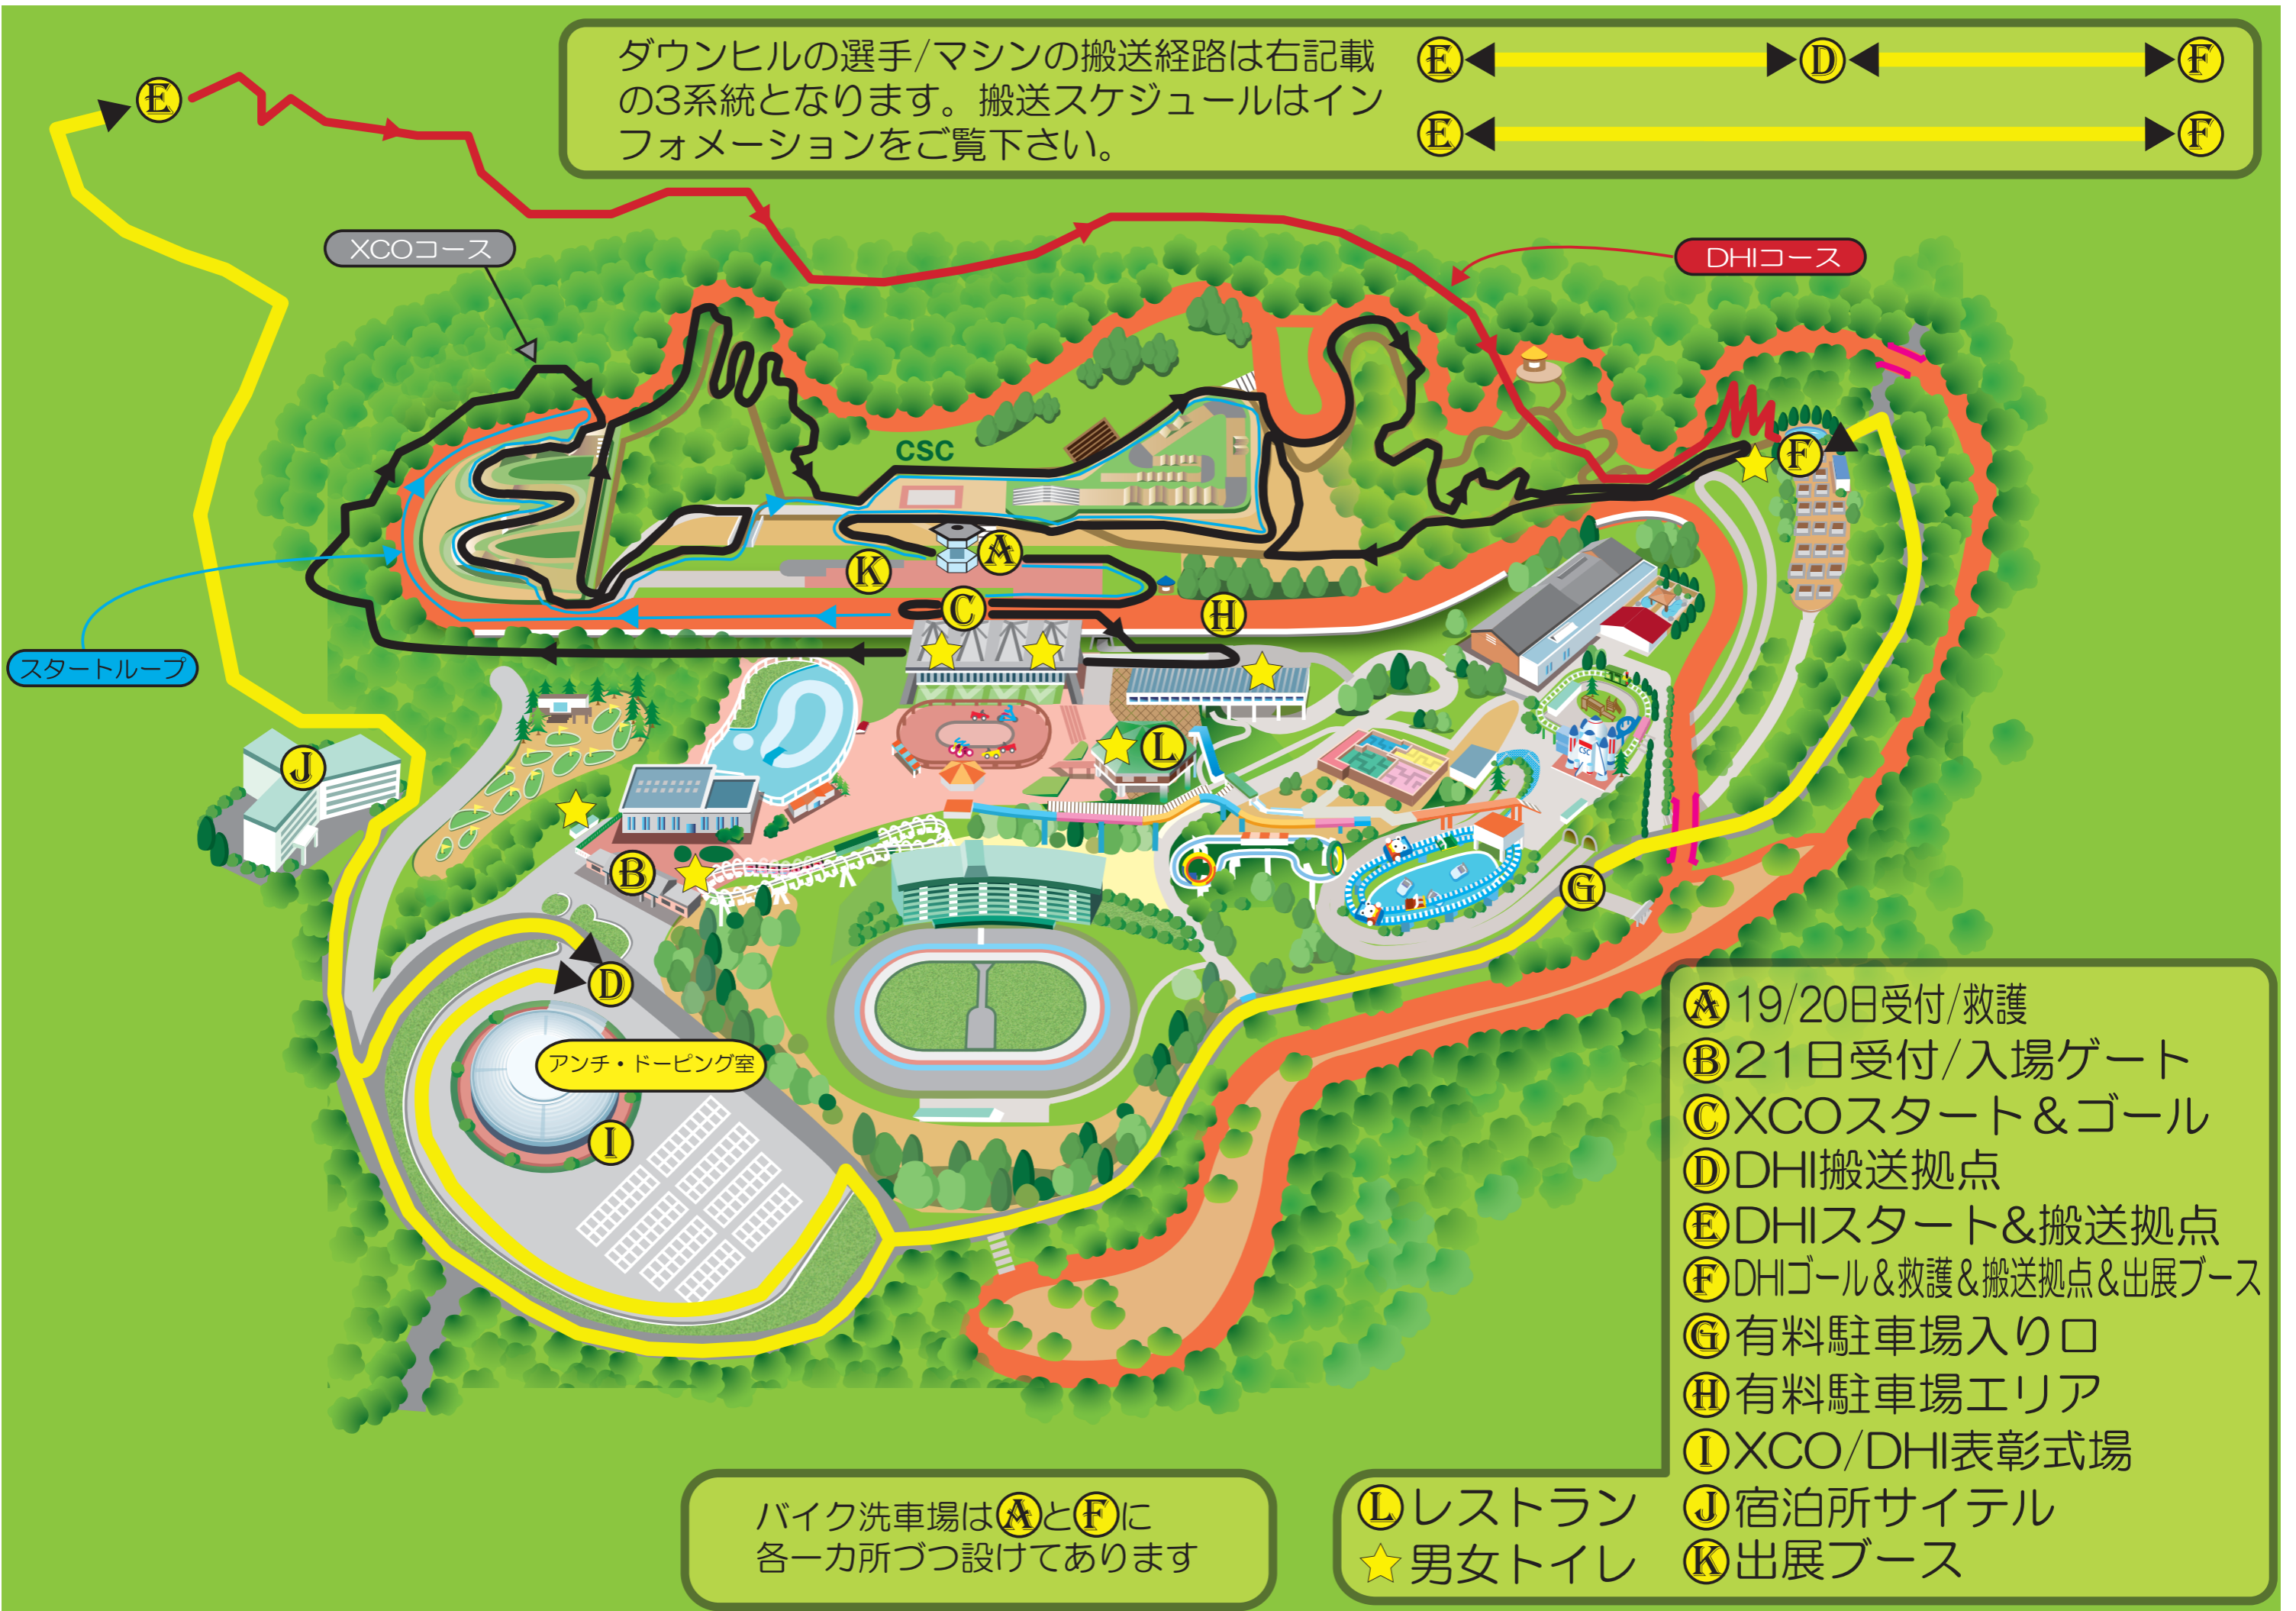 ダウンヒルの選手/マシンの搬送経路は右記載
の3系統となります。搬送スケジュールはイン
フォメーションをご覧下さい。
E D F
E F
E
XCOコース
DHIコース
CSC
F
A
K
C
H
スタートループ
L
J
CSC
B
G
D
アンチ・ドーピング室
I
A 19/20日受付/救護
B 21日受付/入場ゲート
C XCOスタート&ゴール
D DHI搬送拠点
E DHIスタート&搬送拠点
F DHIゴール&救護&搬送拠点&出展ブース
G 有料駐車場入り口
H 有料駐車場エリア
I XCO/DHI表彰式場
J 宿泊所サイテル
K 出展ブース
L レストラン
男女トイレ
バイク洗車場はAとFに
各一カ所づつ設けてあります